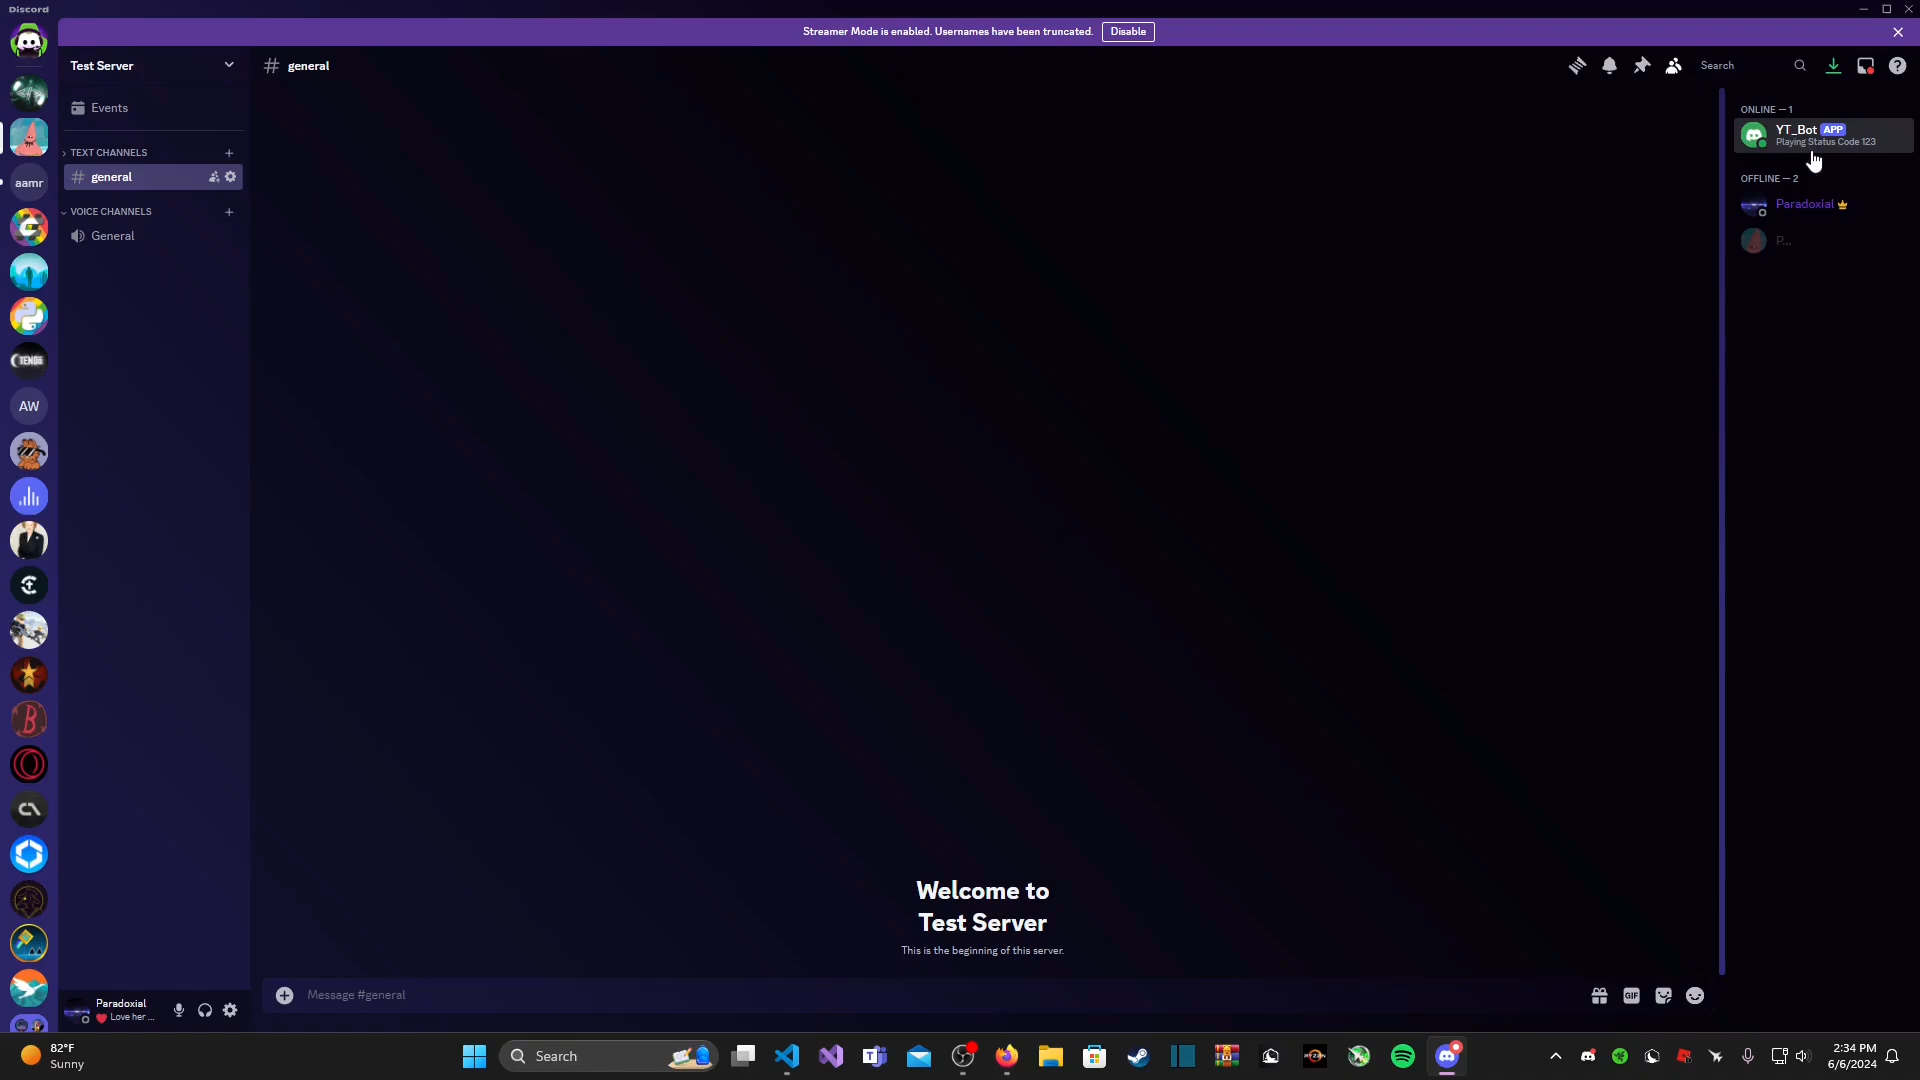 Discord
Streamer Mode is enabled. Usernames have been truncated. Disable
Test Server
# general
Search
Events
ONLINE — 1
YT_Bot APP
Playing Status Code 123
TEXT CHANNELS
# general
OFFLINE — 2
Paradoxial
P...
aamr
VOICE CHANNELS
General
TENOR
AW
B
Welcome to
Test Server
This is the beginning of this server.
Message #general
GIF
Paradoxial
Love her ...
82°F
Sunny
Search
2:34 PM
6/6/2024